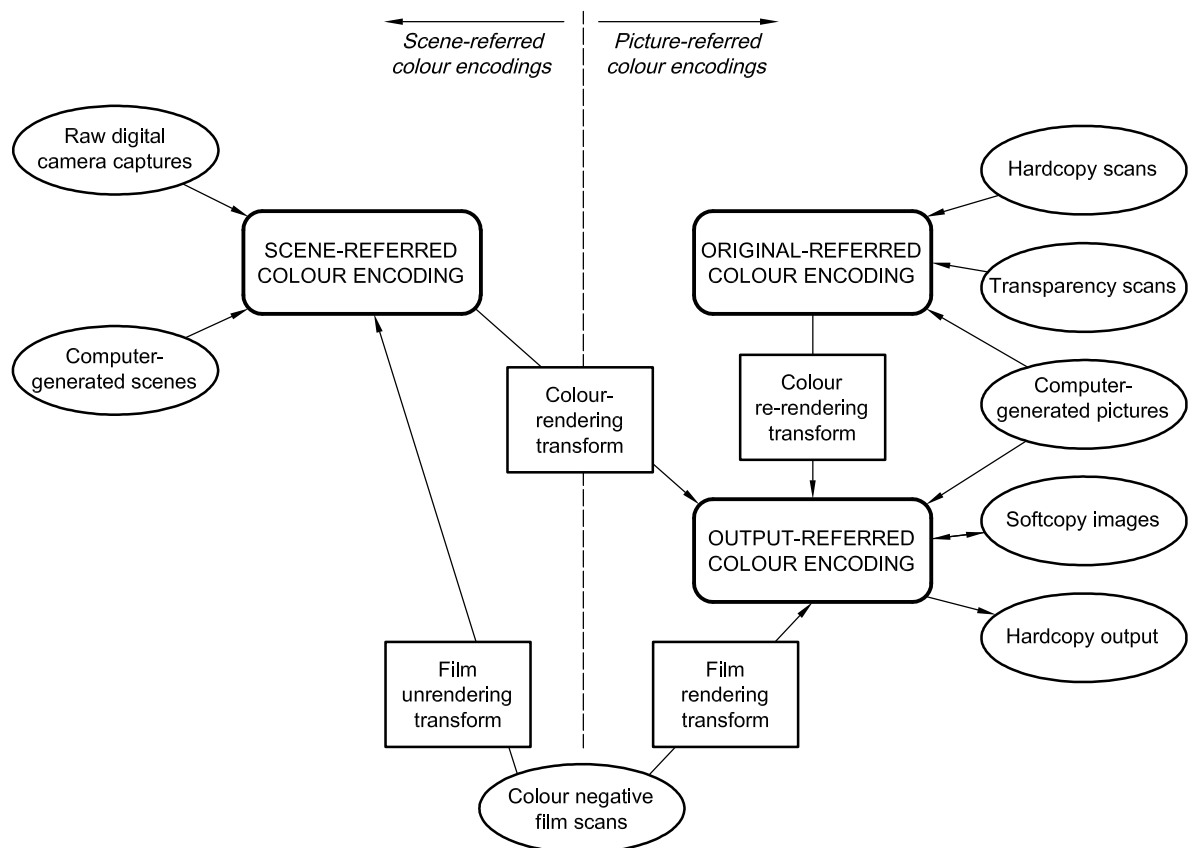 Scene-referred
colour encodings
Picture-referred
colour encodings
Raw digital
camera captures
Hardcopy scans
SCENE-REFERRED
COLOUR ENCODING
ORIGINAL-REFERRED
COLOUR ENCODING
Transparency scans
Computer-
generated scenes
Colour-
rendering
transform
Colour
re-rendering
transform
Computer-
generated pictures
OUTPUT-REFERRED
COLOUR ENCODING
Softcopy images
Hardcopy output
Film
unrendering
transform
Film
rendering
transform
Colour negative
film scans